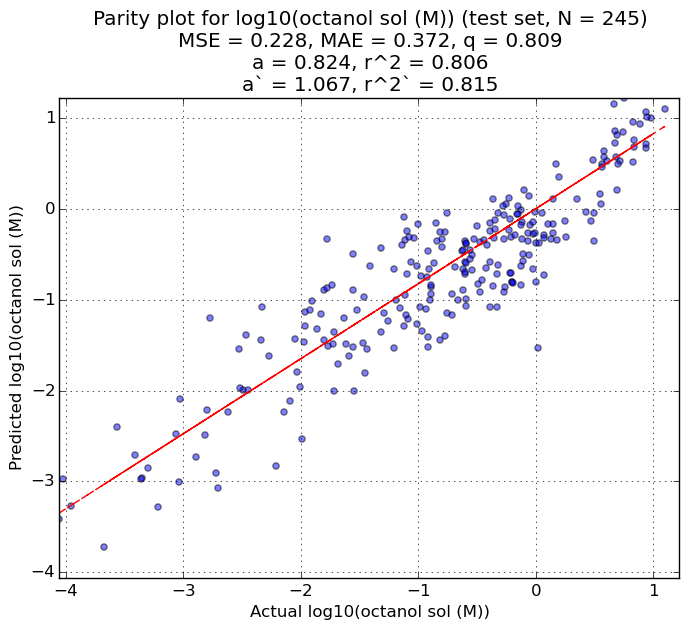 Parity plot for log10(octanol sol (M)) (test set, N = 245)
MSE = 0.228, MAE = 0.372, q = 0.809
a = 0.824, r^2 = 0.806
a` = 1.067, r^2` = 0.815
Predicted log10(octanol sol (M))
1
0
−1
−2
−3
−4
−4 −3 −2 −1 0 1
Actual log10(octanol sol (M))